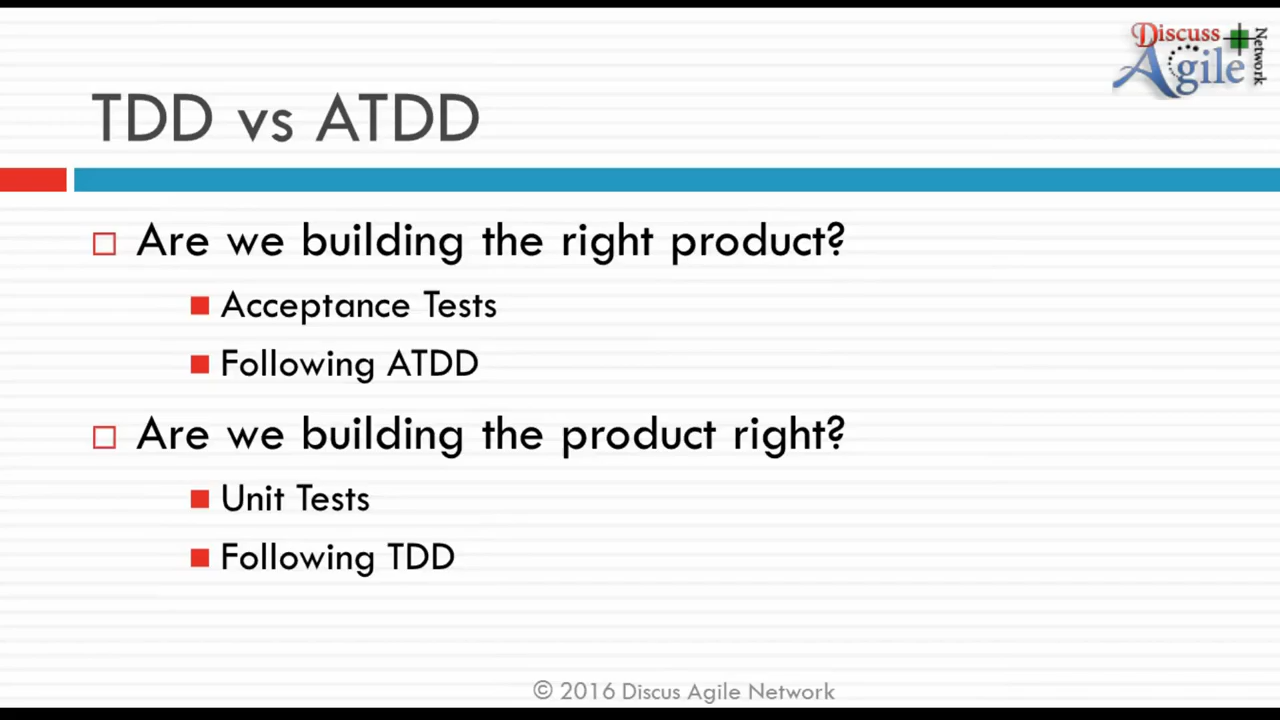 Discuss
Agile
Network
TDD vs ATDD
Are we building the right product?
Acceptance Tests
Following ATDD
Are we building the product right?
Unit Tests
Following TDD
© 2016 Discus Agile Network